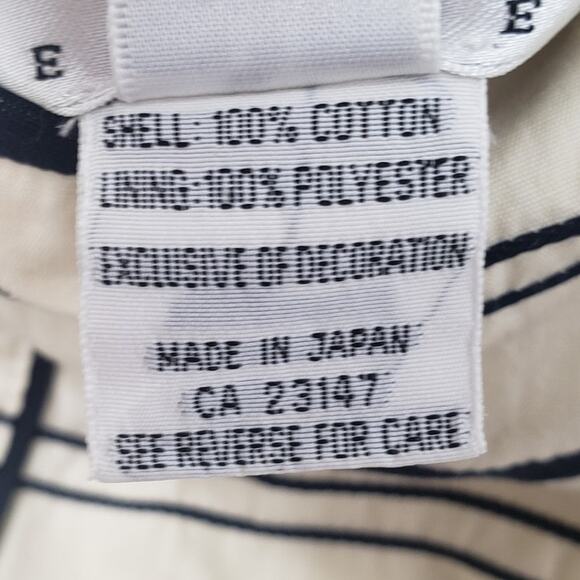 E E
SHELL: 100% COTTON
LINING:100% POLYESTER
EXCLUSIVE OF DECORATION
MADE IN JAPAN
CA 23147
SEE REVERSE FOR CARE